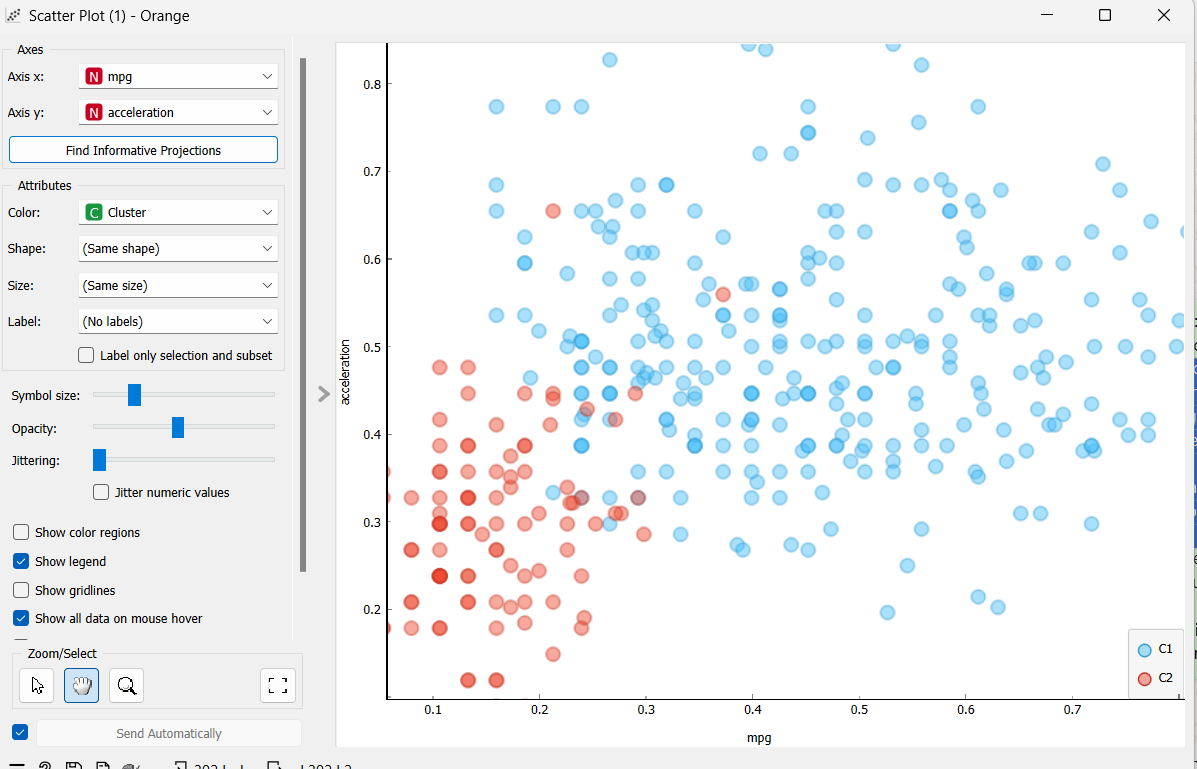 Scatter Plot (1) - Orange
Axes
Axis x: N mpg
Axis y: N acceleration
Find Informative Projections
Attributes
Color: C Cluster
Shape: (Same shape)
Size: (Same size)
Label: (No labels)
Label only selection and subset
Symbol size:
Opacity:
Jittering:
Jitter numeric values
Show color regions
Show legend
Show gridlines
Show all data on mouse hover
Zoom/Select
Send Automatically
acceleration
0.8
0.7
0.6
0.5
0.4
0.3
0.2
0.1 0.2 0.3 0.4 0.5 0.6 0.7
mpg
C1
C2